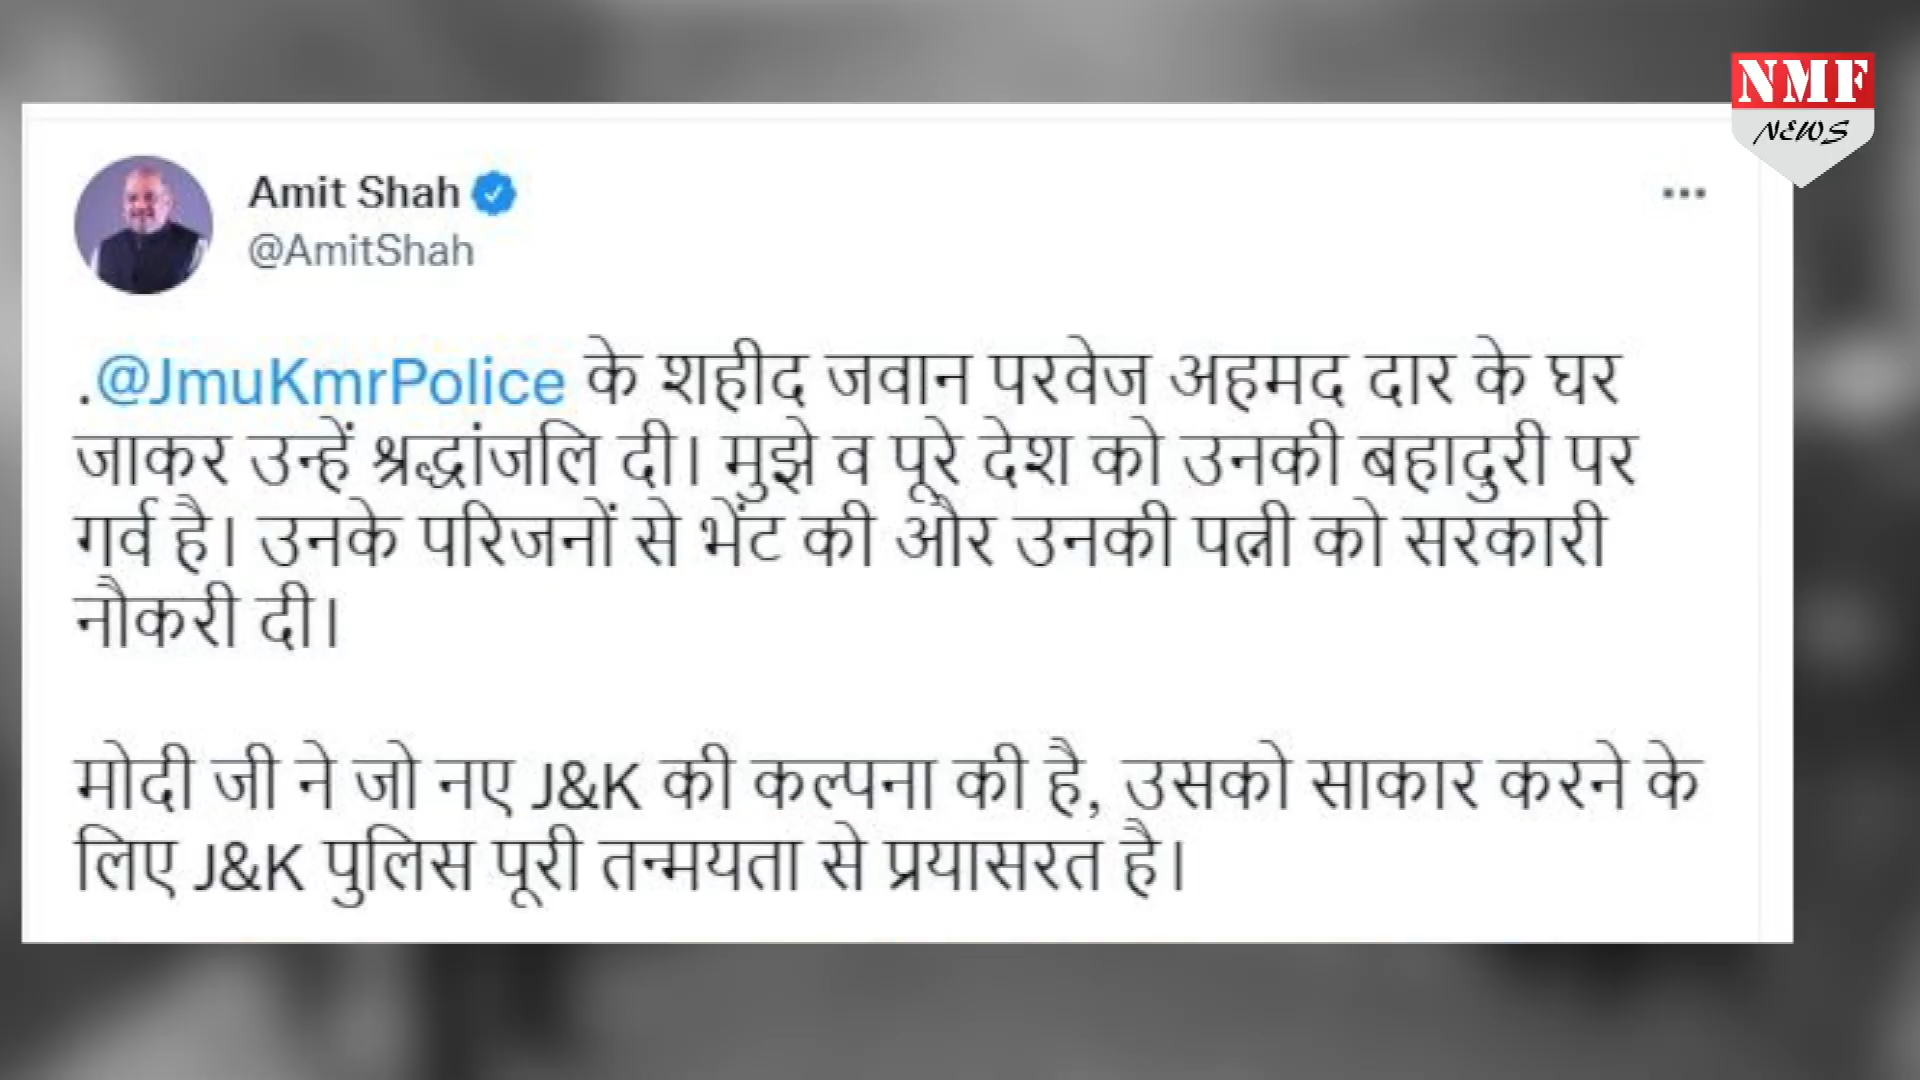 NMF
NEWS
Amit Shah
@AmitShah
.@JmuKmrPolice के शहीद जवान परवेज अहमद दार के घर
जाकर उन्हें श्रद्धांजलि दी। मुझे व पूरे देश को उनकी बहादुरी पर
गर्व है। उनके परिजनों से भेंट की और उनकी पत्नी को सरकारी
नौकरी दी।
मोदी जी ने जो नए J&K की कल्पना की है, उसको साकार करने के
लिए J&K पुलिस पूरी तन्मयता से प्रयासरत है।